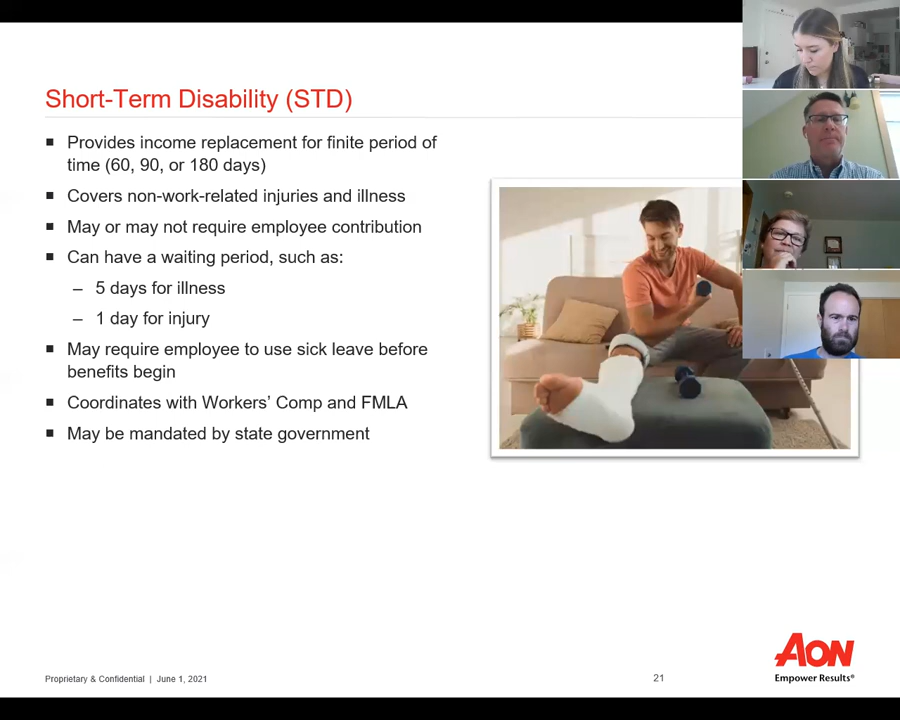 Short-Term Disability (STD)
▪ Provides income replacement for finite period of
time (60, 90, or 180 days)
▪ Covers non-work-related injuries and illness
▪ May or may not require employee contribution
▪ Can have a waiting period, such as:
– 5 days for illness
– 1 day for injury
▪ May require employee to use sick leave before
benefits begin
▪ Coordinates with Workers’ Comp and FMLA
▪ May be mandated by state government
Proprietary & Confidential | June 1, 2021
21
AON
Empower Results®